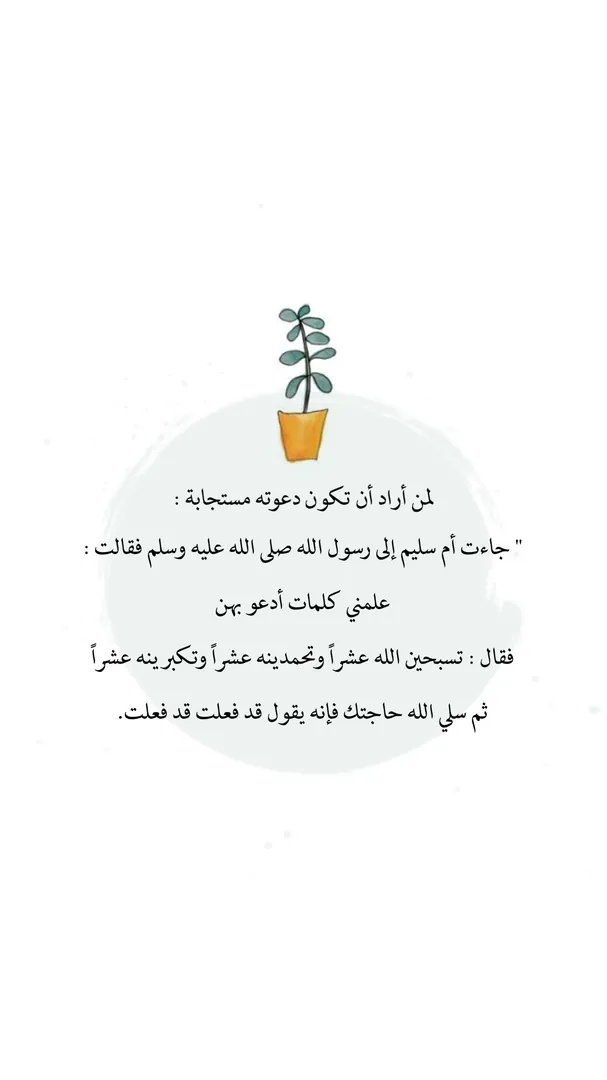 لمن أراد أن تكون دعوته مستجابة :
" جاءت أم سليم إلى رسول الله صلى الله عليه وسلم فقالت :
علمني كلمات أدعو بهن
فقال : تسبحين الله عشراً وتحمدينه عشراً وتكبرينه عشراً
ثم سلي الله حاجتك فإنه يقول قد فعلت قد فعلت.